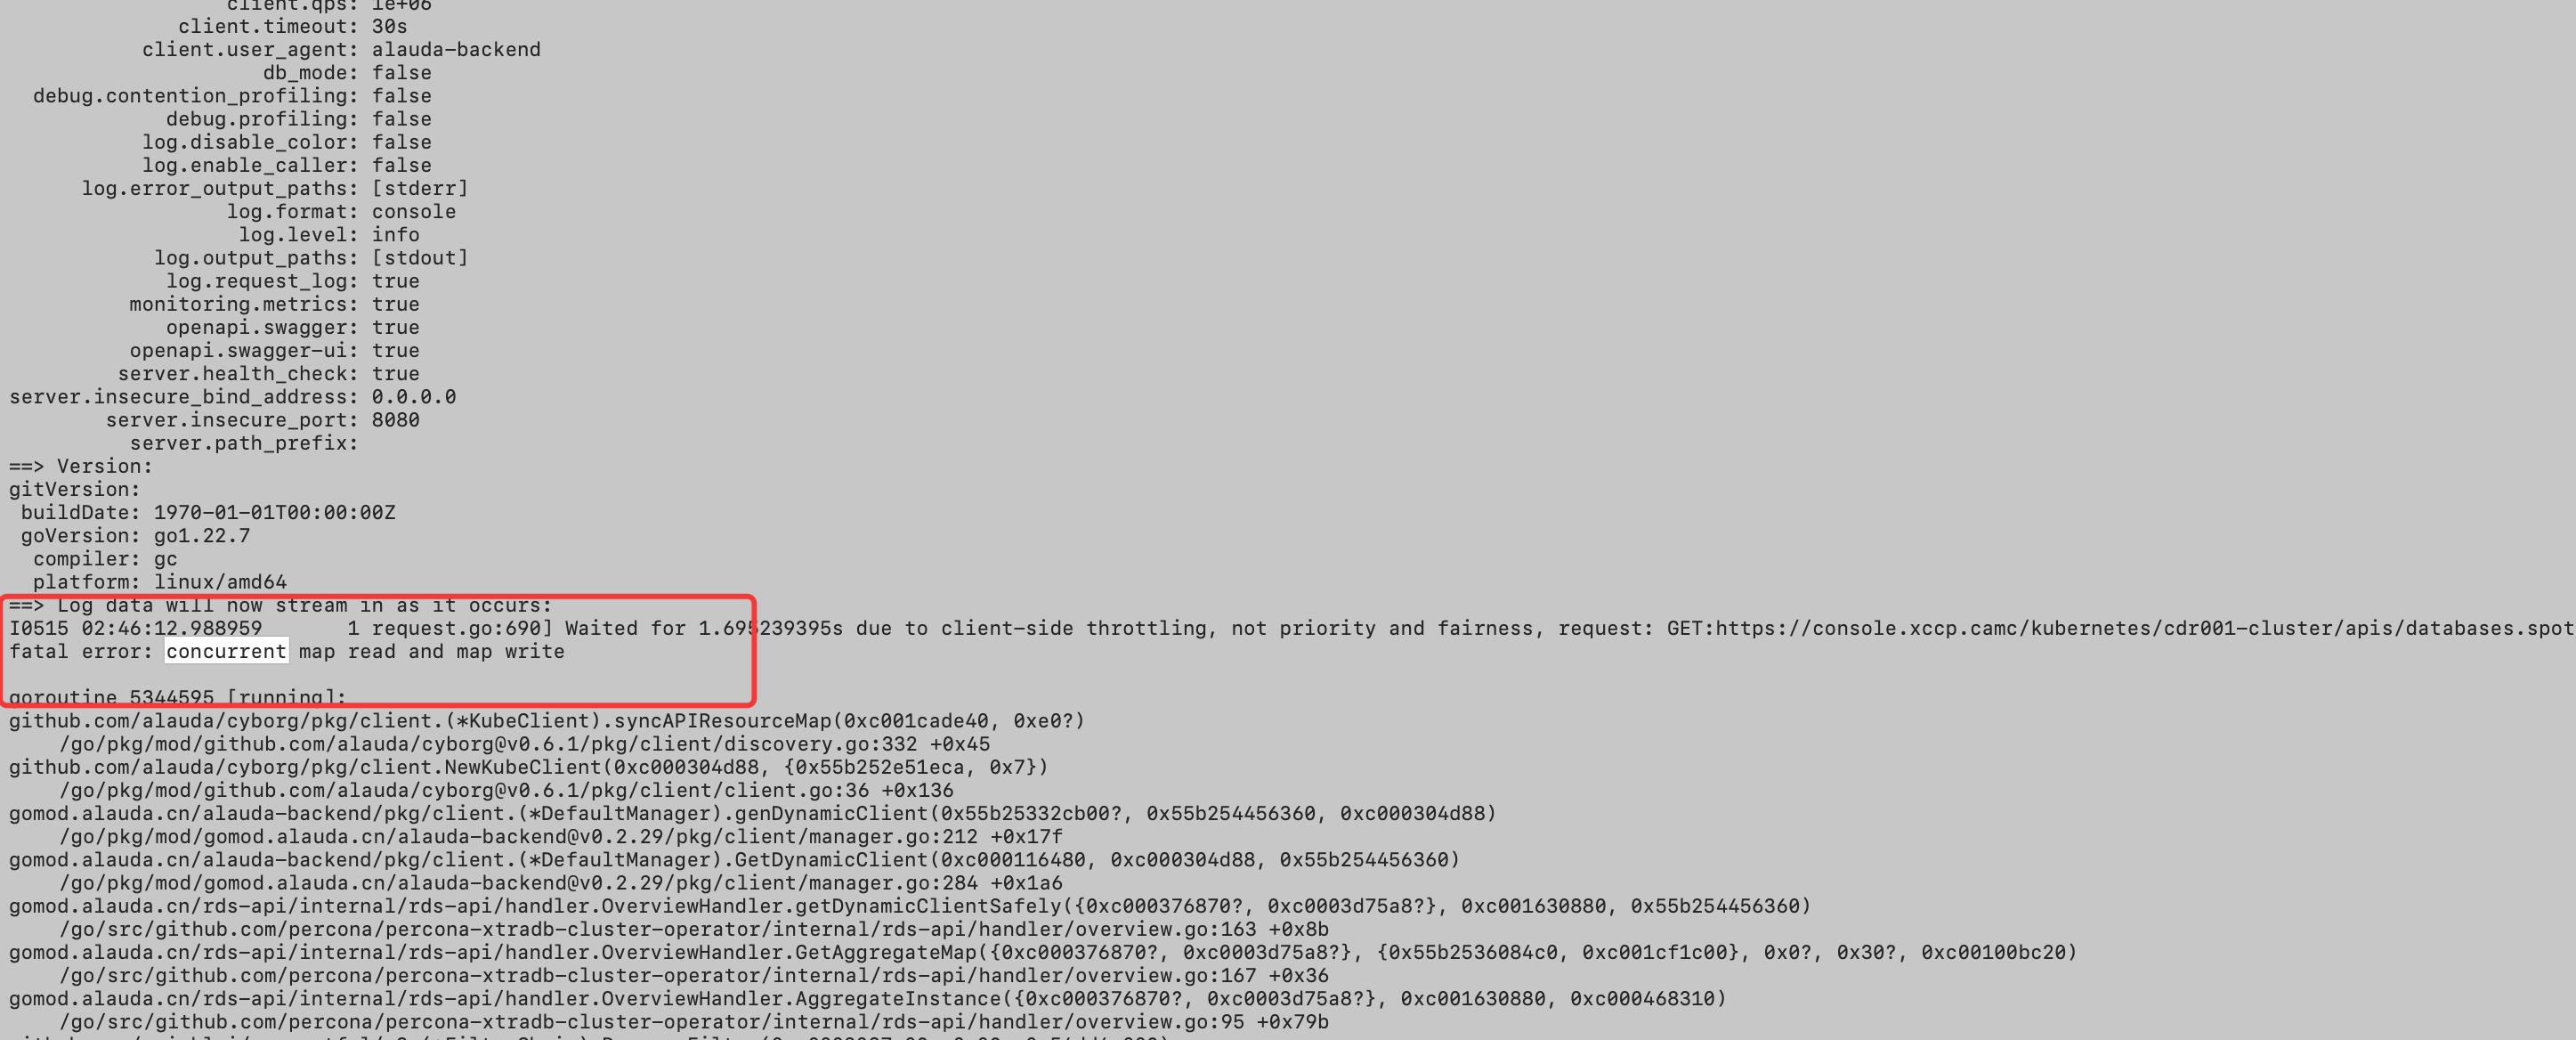 client.qps: 1e+06
client.timeout: 30s
client.user_agent: alauda-backend
db_mode: false
debug.contention_profiling: false
debug.profiling: false
log.disable_color: false
log.enable_caller: false
log.error_output_paths: [stderr]
log.format: console
log.level: info
log.output_paths: [stdout]
log.request_log: true
monitoring.metrics: true
openapi.swagger: true
openapi.swagger-ui: true
server.health_check: true
server.insecure_bind_address: 0.0.0.0
server.insecure_port: 8080
server.path_prefix:
==> Version:
gitVersion:
buildDate: 1970-01-01T00:00:00Z
goVersion: go1.22.7
compiler: gc
platform: linux/amd64
==> Log data will now stream in as it occurs:
I0515 02:46:12.988959       1 request.go:690] Waited for 1.695239395s due to client-side throttling, not priority and fairness, request: GET:https://console.xccp.camc/kubernetes/cdr001-cluster/apis/databases.spot
fatal error: concurrent map read and map write
goroutine 5344595 [running]:
github.com/alauda/cyborg/pkg/client.(*KubeClient).syncAPIResourceMap(0xc001cade40, 0xe0?)
/go/pkg/mod/github.com/alauda/cyborg@v0.6.1/pkg/client/discovery.go:332 +0x45
github.com/alauda/cyborg/pkg/client.NewKubeClient(0xc000304d88, {0x55b252e51eca, 0x7})
/go/pkg/mod/github.com/alauda/cyborg@v0.6.1/pkg/client/client.go:36 +0x136
gomod.alauda.cn/alauda-backend/pkg/client.(*DefaultManager).genDynamicClient(0x55b25332cb00?, 0x55b254456360, 0xc000304d88)
/go/pkg/mod/gomod.alauda.cn/alauda-backend@v0.2.29/pkg/client/manager.go:212 +0x17f
gomod.alauda.cn/alauda-backend/pkg/client.(*DefaultManager).GetDynamicClient(0xc000116480, 0xc000304d88, 0x55b254456360)
/go/pkg/mod/gomod.alauda.cn/alauda-backend@v0.2.29/pkg/client/manager.go:284 +0x1a6
gomod.alauda.cn/rds-api/internal/rds-api/handler.OverviewHandler.getDynamicClientSafely({0xc000376870?, 0xc0003d75a8?}, 0xc001630880, 0x55b254456360)
/go/src/github.com/percona/percona-xtradb-cluster-operator/internal/rds-api/handler/overview.go:163 +0x8b
gomod.alauda.cn/rds-api/internal/rds-api/handler.OverviewHandler.GetAggregateMap({0xc000376870?, 0xc0003d75a8?}, {0x55b2536084c0, 0xc001cf1c00}, 0x0?, 0x30?, 0xc00100bc20)
/go/src/github.com/percona/percona-xtradb-cluster-operator/internal/rds-api/handler/overview.go:167 +0x36
gomod.alauda.cn/rds-api/internal/rds-api/handler.OverviewHandler.AggregateInstance({0xc000376870?, 0xc0003d75a8?}, 0xc001630880, 0xc000468310)
/go/src/github.com/percona/percona-xtradb-cluster-operator/internal/rds-api/handler/overview.go:95 +0x79b